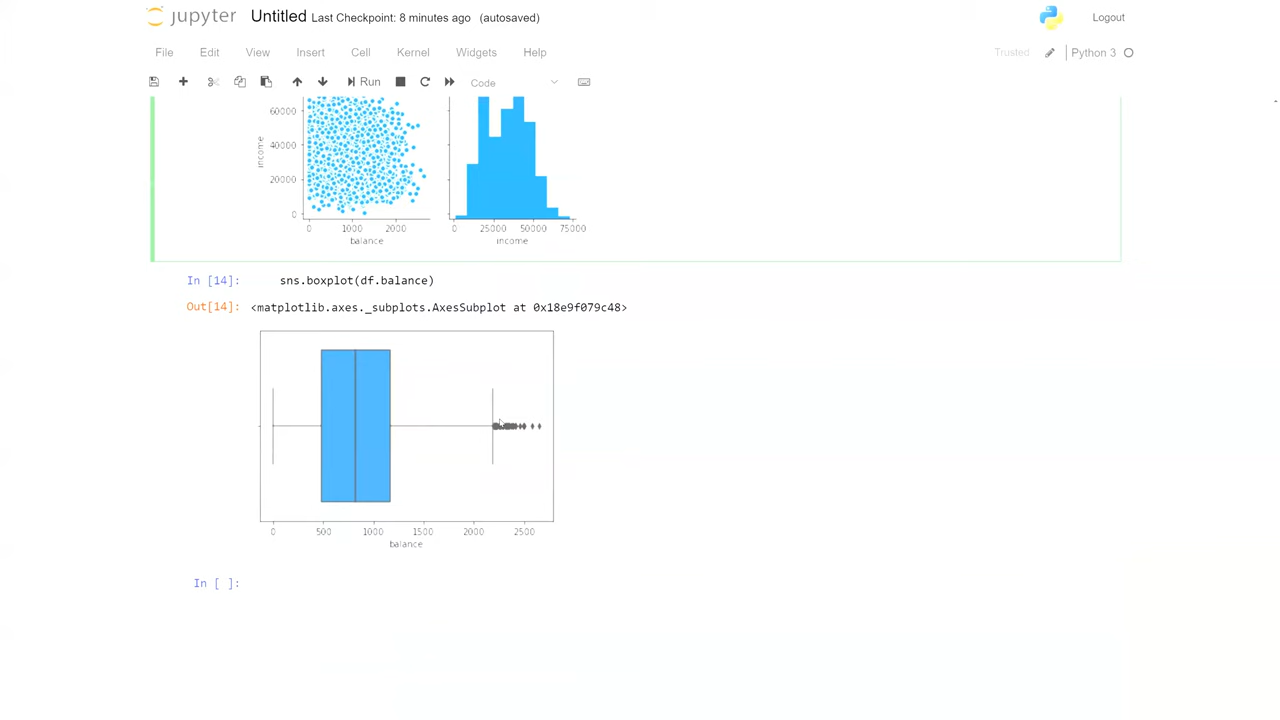 jupyter Untitled Last Checkpoint: 8 minutes ago (autosaved) Logout
File Edit View Insert Cell Kernel Widgets Help Trusted Python 3
Run Code
60000
40000
20000
0
income
0 1000 2000
balance
0 25000 50000 75000
income
In [14]: sns.boxplot(df.balance)
Out[14]: <matplotlib.axes._subplots.AxesSubplot at 0x18e9f079c48>
0 500 1000 1500 2000 2500
balance
In [ ]: